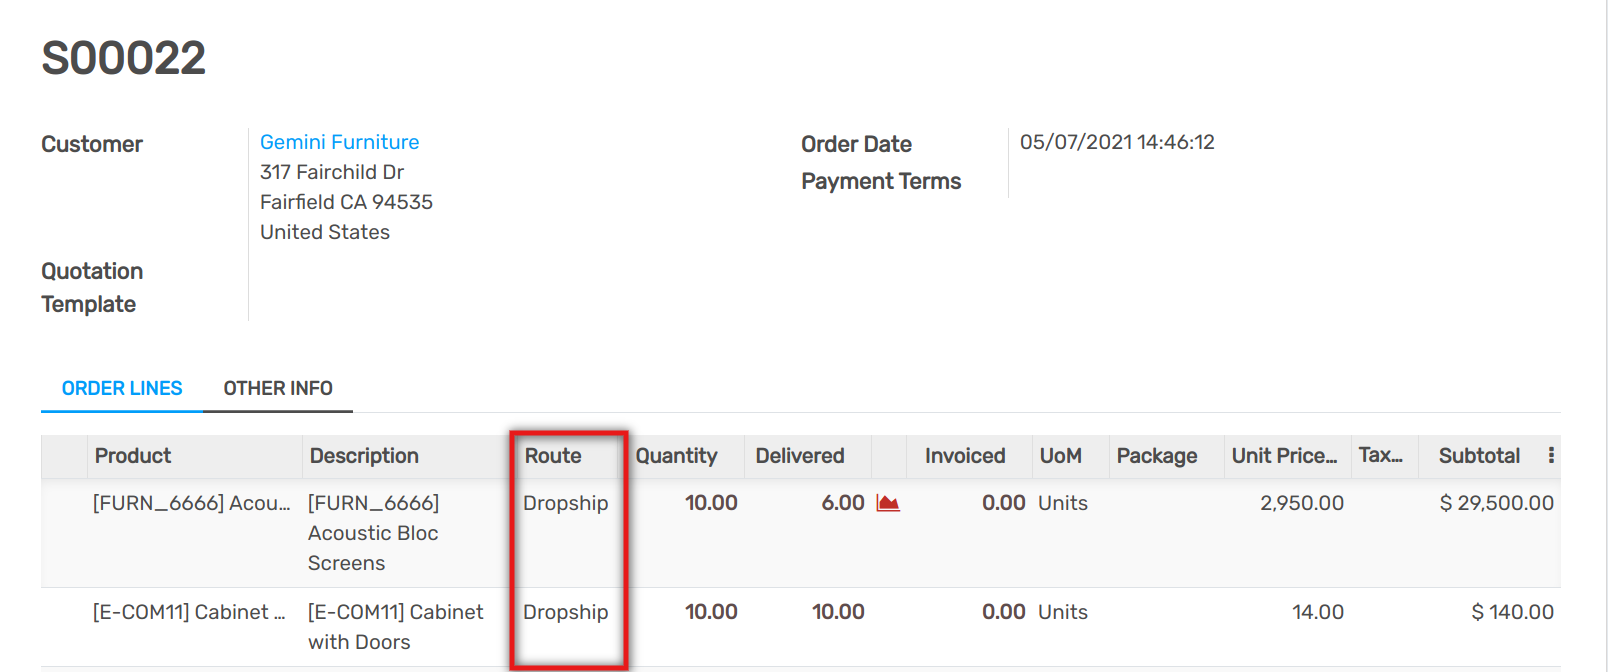 S00022
Customer
Gemini Furniture
317 Fairchild Dr
Fairfield CA 94535
United States
Order Date 05/07/2021 14:46:12
Payment Terms
Quotation
Template
ORDER LINES OTHER INFO
Product Description Route Quantity Delivered Invoiced UoM Package Unit Price... Tax... Subtotal
[FURN_6666] Acou... [FURN_6666] Dropship 10.00 6.00 0.00 Units 2,950.00 $ 29,500.00
Acoustic Bloc
Screens
[E-COM11] Cabinet ... [E-COM11] Cabinet Dropship 10.00 10.00 0.00 Units 14.00 $ 140.00
with Doors